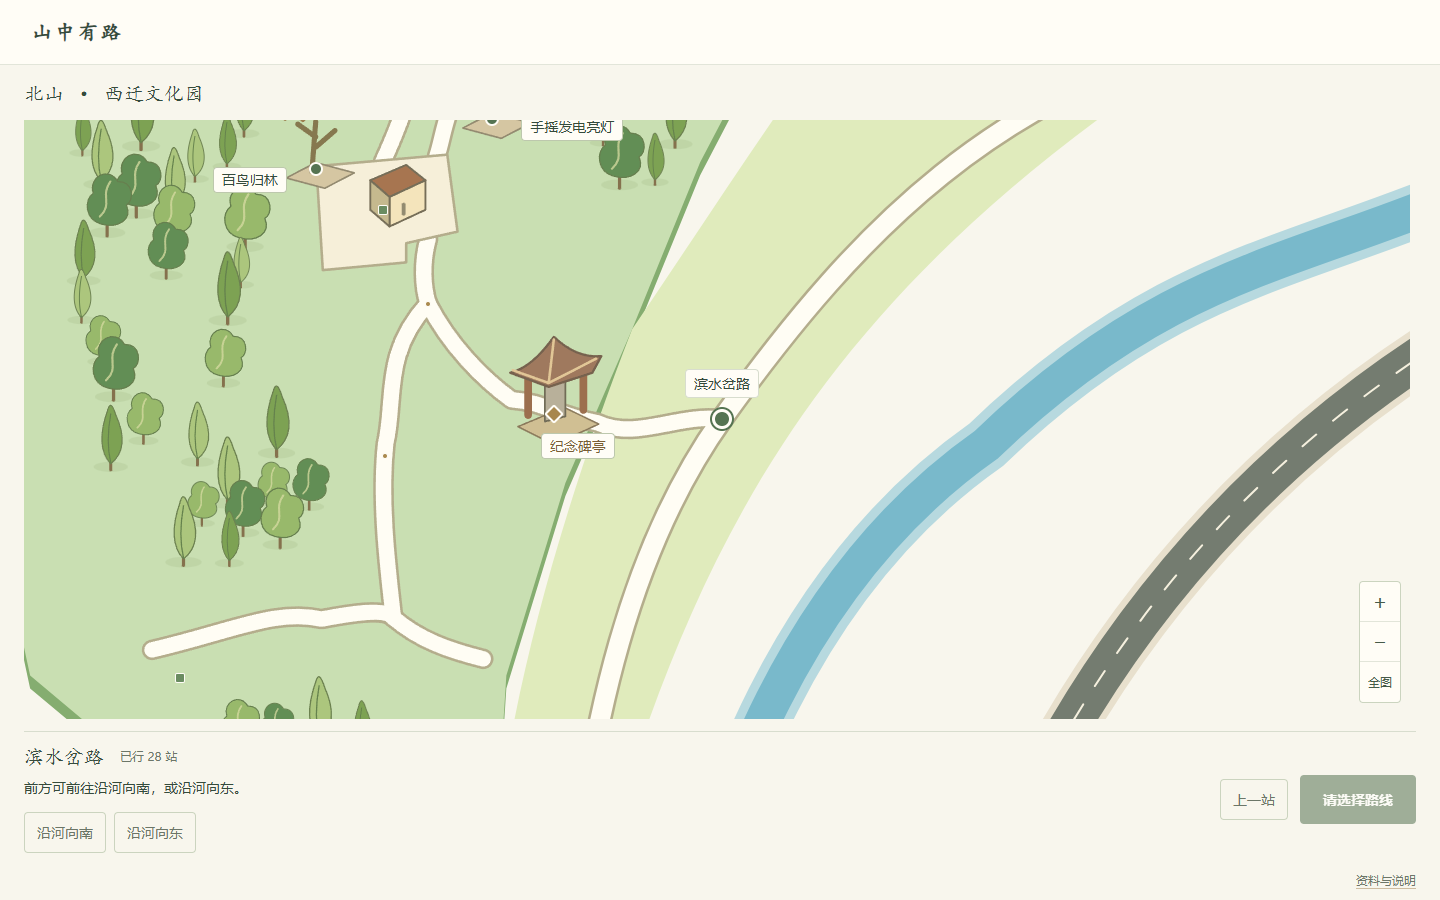 山中有路
北山 • 西迁文化园
手摇发电亮灯
百鸟归林
滨水岔路
纪念碑亭
+
−
全图
滨水岔路 已行 28 站
前方可前往沿河向南，或沿河向东。
上一站 请选择路线
沿河向南 沿河向东
资料与说明